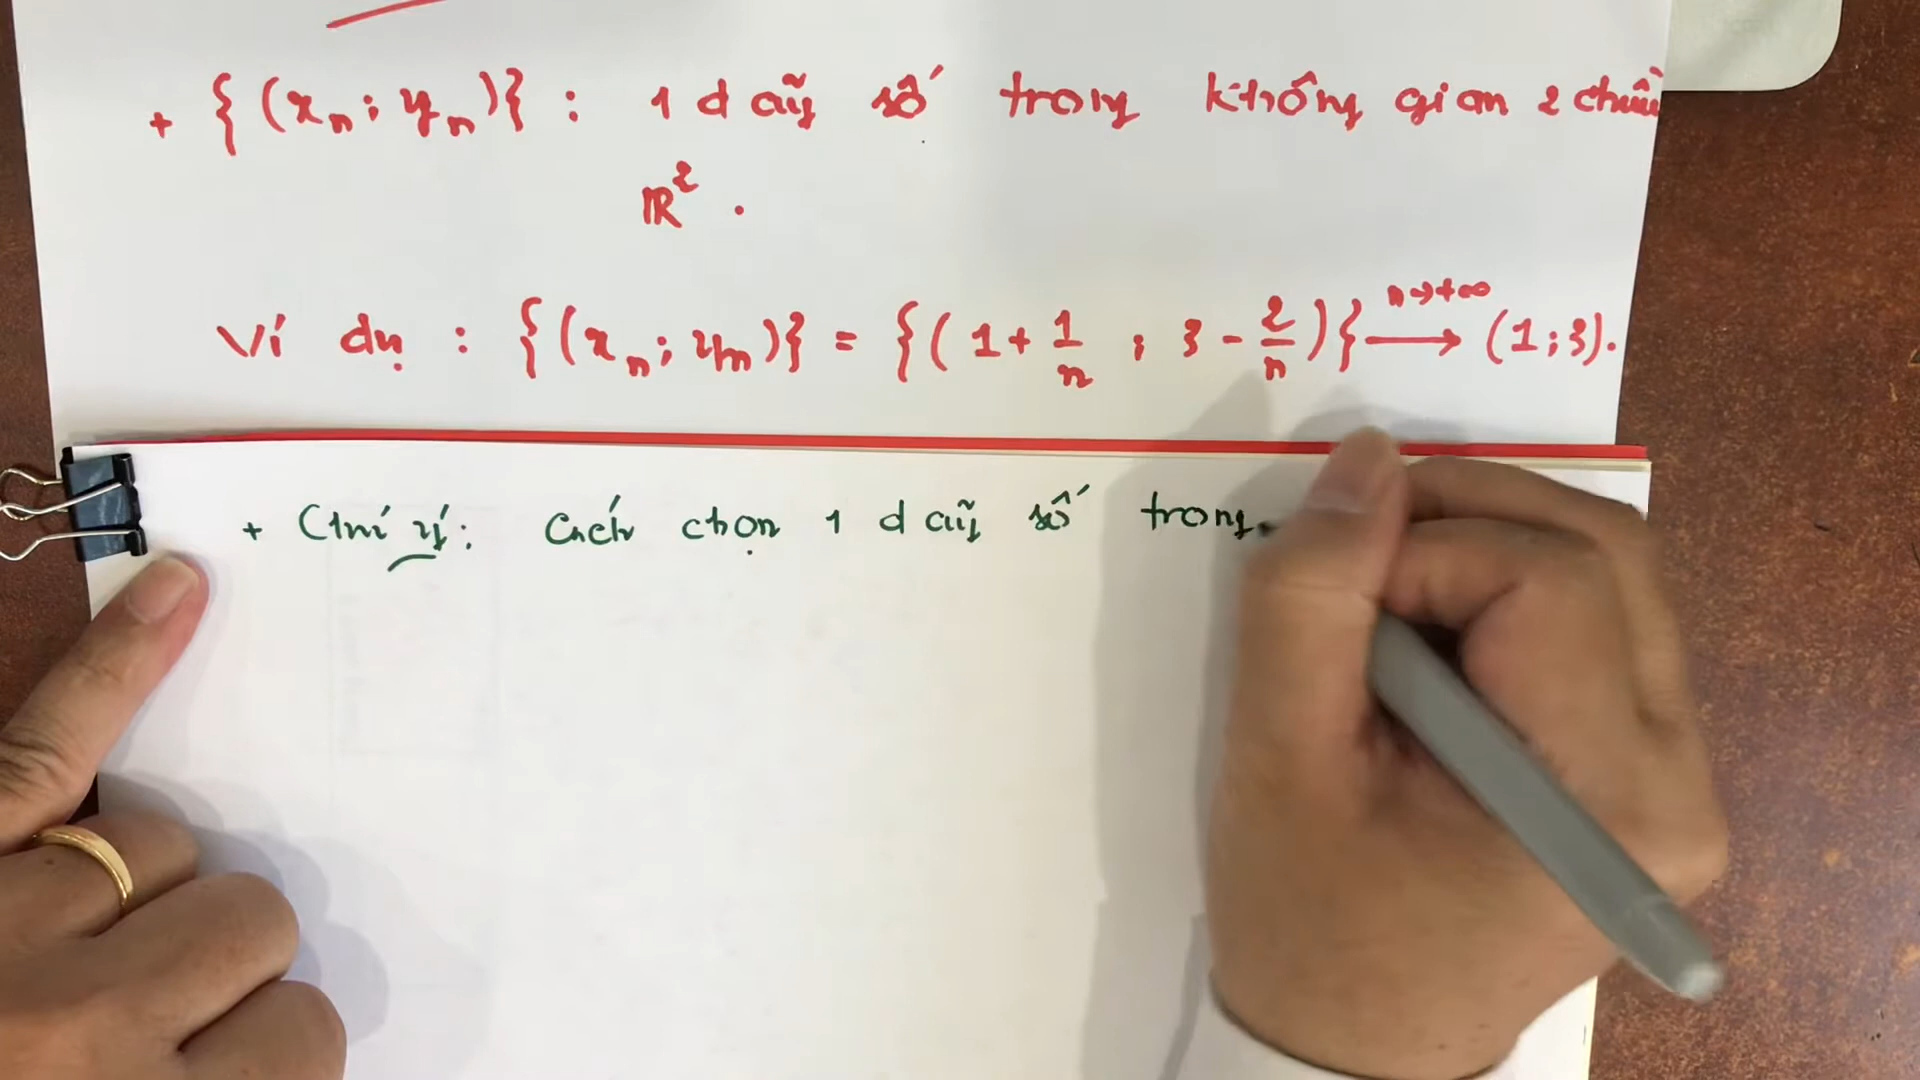 + {(xₙ; yₙ)} : 1 dãy số trong không gian 2 chiều
ℝ² .
Ví dụ : {(xₙ; yₙ)} = {(1 + 1/n ; 3 - 2/n)} ⟶ (n→+∞) (1;3).
+ Chú ý: Cách chọn 1 dãy số trong